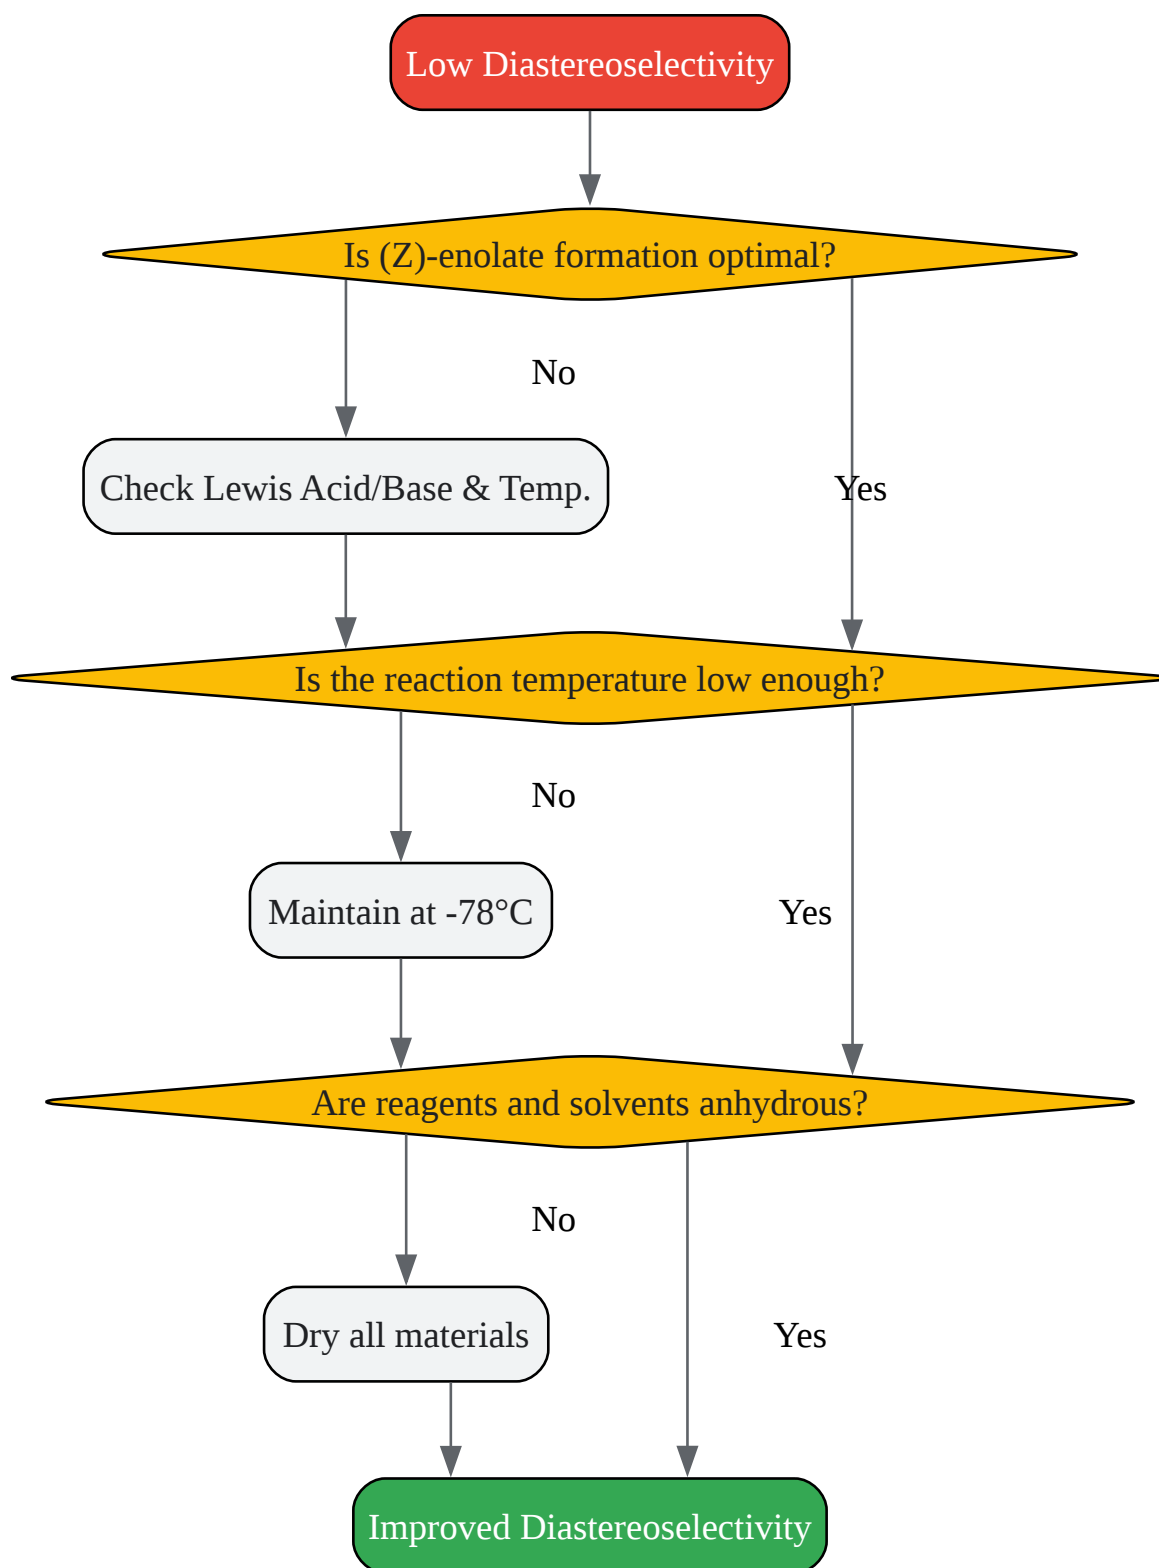 Low Diastereoselectivity
Is (Z)-enolate formation optimal?
No
Check Lewis Acid/Base & Temp.
Yes
Is the reaction temperature low enough?
No
Maintain at -78°C
Yes
Are reagents and solvents anhydrous?
No
Dry all materials
Yes
Improved Diastereoselectivity